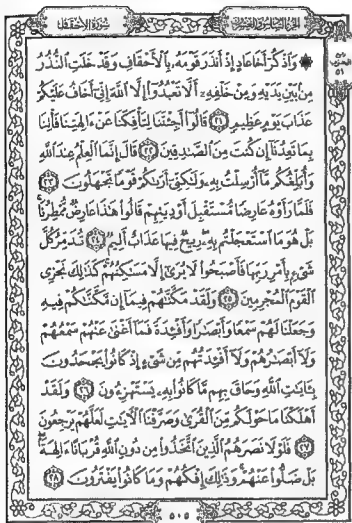 سورة الأحقاف
الجزء السادس والعشرون
۞ وَٱذْكُرْ أَخَا عَادٍ إِذْ أَنذَرَ قَوْمَهُۥ بِٱلْأَحْقَافِ وَقَدْ خَلَتِ ٱلنُّذُرُ
مِنۢ بَيْنِ يَدَيْهِ وَمِنْ خَلْفِهِۦٓ أَلَّا تَعْبُدُوٓا۟ إِلَّا ٱللَّهَ إِنِّىٓ أَخَافُ عَلَيْكُمْ
عَذَابَ يَوْمٍ عَظِيمٍ ٢١ قَالُوٓا۟ أَجِئْتَنَا لِتَأْفِكَنَا عَنْ ءَالِهَتِنَا فَأْتِنَا
بِمَا تَعِدُنَآ إِن كُنتَ مِنَ ٱلصَّٰدِقِينَ ٢٢ قَالَ إِنَّمَا ٱلْعِلْمُ عِندَ ٱللَّهِ
وَأُبَلِّغُكُم مَّآ أُرْسِلْتُ بِهِۦ وَلَٰكِنِّىٓ أَرَىٰكُمْ قَوْمًا تَجْهَلُونَ ٢٣
فَلَمَّا رَأَوْهُ عَارِضًا مُّسْتَقْبِلَ أَوْدِيَتِهِمْ قَالُوا۟ هَٰذَا عَارِضٌ مُّمْطِرُنَا ۚ
بَلْ هُوَ مَا ٱسْتَعْجَلْتُم بِهِۦ ۖ رِيحٌ فِيهَا عَذَابٌ أَلِيمٌ ٢٤ تُدَمِّرُ كُلَّ
شَىْءٍۭ بِأَمْرِ رَبِّهَا فَأَصْبَحُوا۟ لَا يُرَىٰٓ إِلَّا مَسَٰكِنُهُمْ ۚ كَذَٰلِكَ نَجْزِى
ٱلْقَوْمَ ٱلْمُجْرِمِينَ ٢٥ وَلَقَدْ مَكَّنَّٰهُمْ فِيمَآ إِن مَّكَّنَّٰكُمْ فِيهِ
وَجَعَلْنَا لَهُمْ سَمْعًا وَأَبْصَٰرًا وَأَفْـِٔدَةً فَمَآ أَغْنَىٰ عَنْهُمْ سَمْعُهُمْ
وَلَآ أَبْصَٰرُهُمْ وَلَآ أَفْـِٔدَتُهُم مِّن شَىْءٍ إِذْ كَانُوا۟ يَجْحَدُونَ
بِـَٔايَٰتِ ٱللَّهِ وَحَاقَ بِهِم مَّا كَانُوا۟ بِهِۦ يَسْتَهْزِءُونَ ٢٦ وَلَقَدْ
أَهْلَكْنَا مَا حَوْلَكُم مِّنَ ٱلْقُرَىٰ وَصَرَّفْنَا ٱلْءَايَٰتِ لَعَلَّهُمْ يَرْجِعُونَ
٢٧ فَلَوْلَا نَصَرَهُمُ ٱلَّذِينَ ٱتَّخَذُوا۟ مِن دُونِ ٱللَّهِ قُرْبَانًا ءَالِهَةًۢ ۖ
بَلْ ضَلُّوا۟ عَنْهُمْ ۚ وَذَٰلِكَ إِفْكُهُمْ وَمَا كَانُوا۟ يَفْتَرُونَ ٢٨
٥٠٥